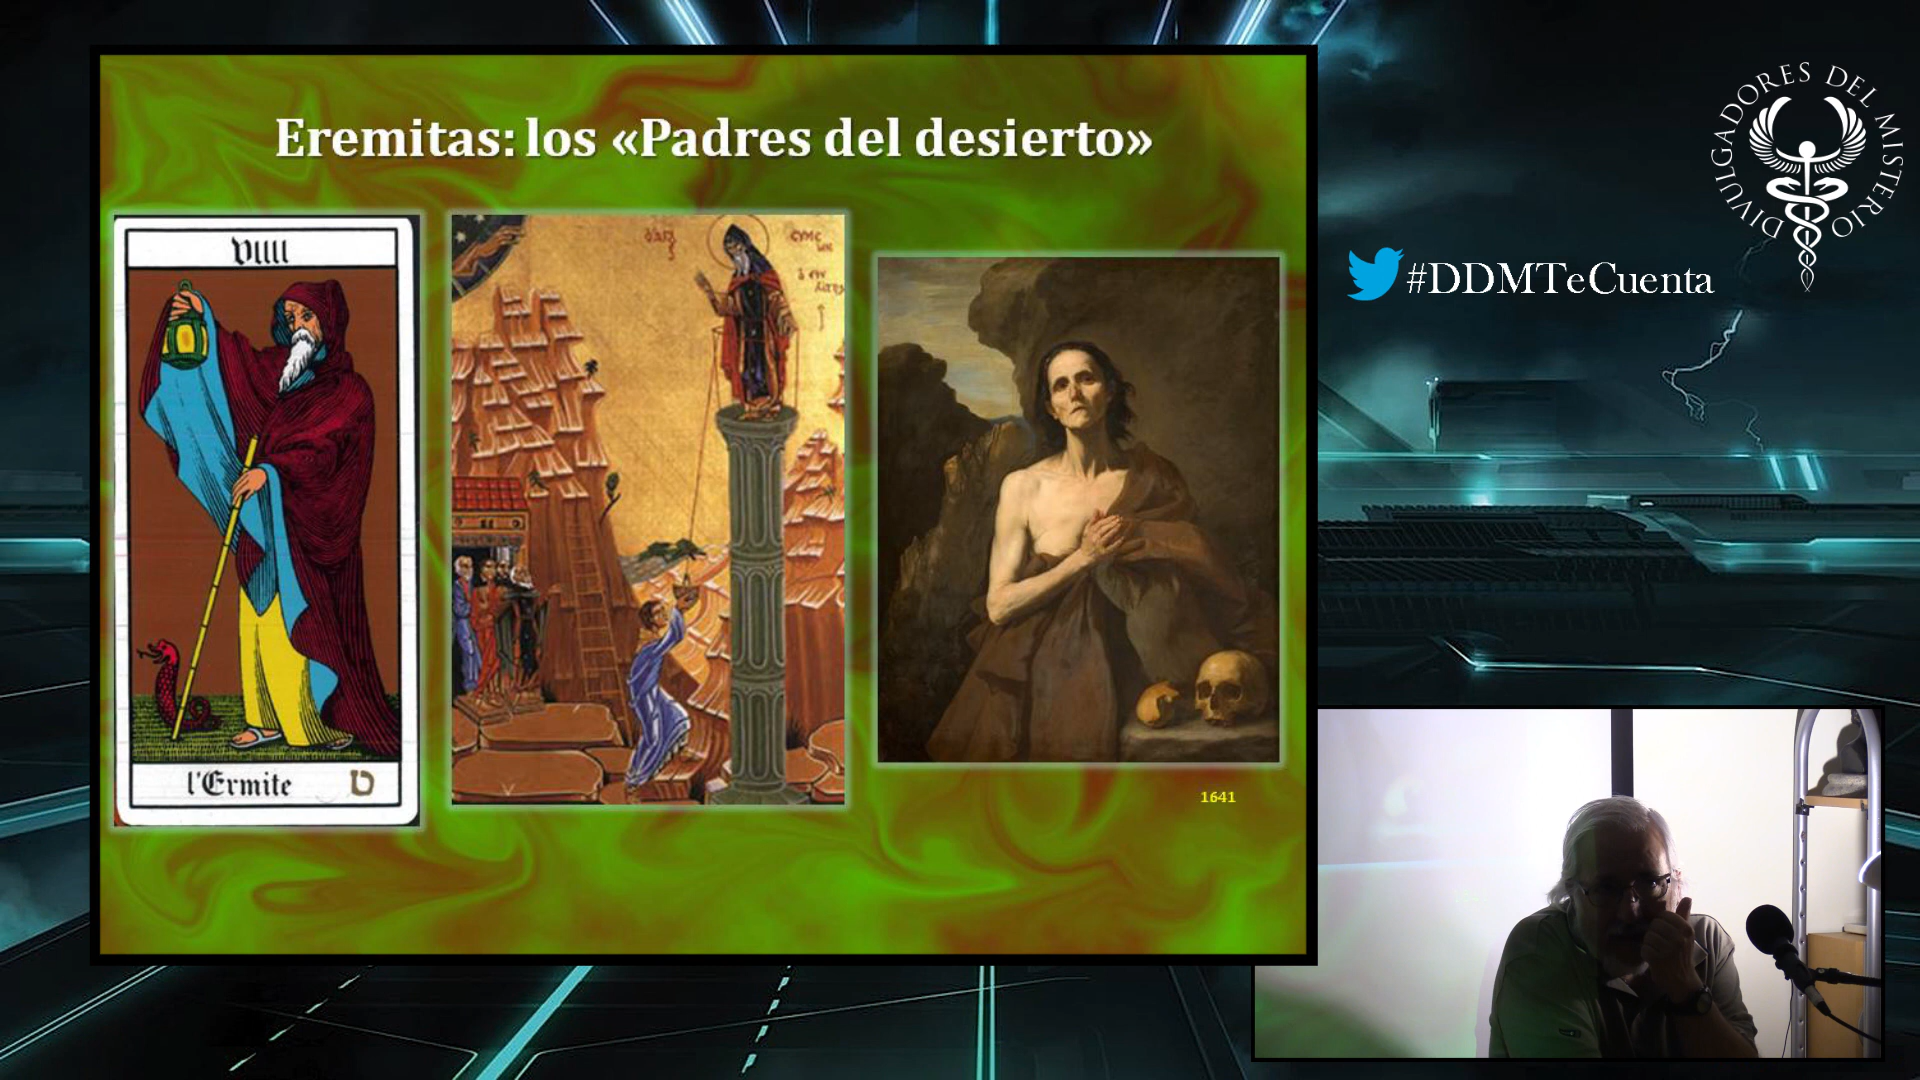 Eremitas: los «Padres del desierto»
VIIII
l'Ermite ט
1641
#DDMTeCuenta
DIVULGADORES DEL MISTERIO